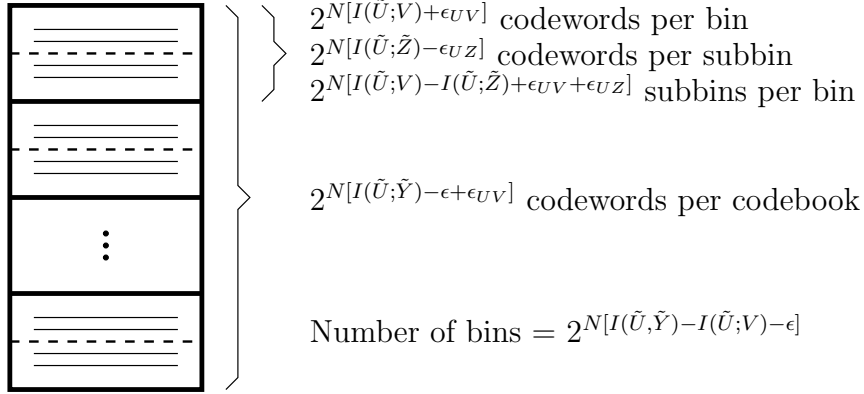 $2^{N[I(\tilde{U};V)+\epsilon_{UV}]}$ codewords per bin
$2^{N[I(\tilde{U};\tilde{Z})-\epsilon_{UZ}]}$ codewords per subbin
$2^{N[I(\tilde{U};V)-I(\tilde{U};\tilde{Z})+\epsilon_{UV}+\epsilon_{UZ}]}$ subbins per bin
$2^{N[I(\tilde{U};\tilde{Y})-\epsilon+\epsilon_{UV}]}$ codewords per codebook
Number of bins = $2^{N[I(\tilde{U},\tilde{Y})-I(\tilde{U};V)-\epsilon]}$